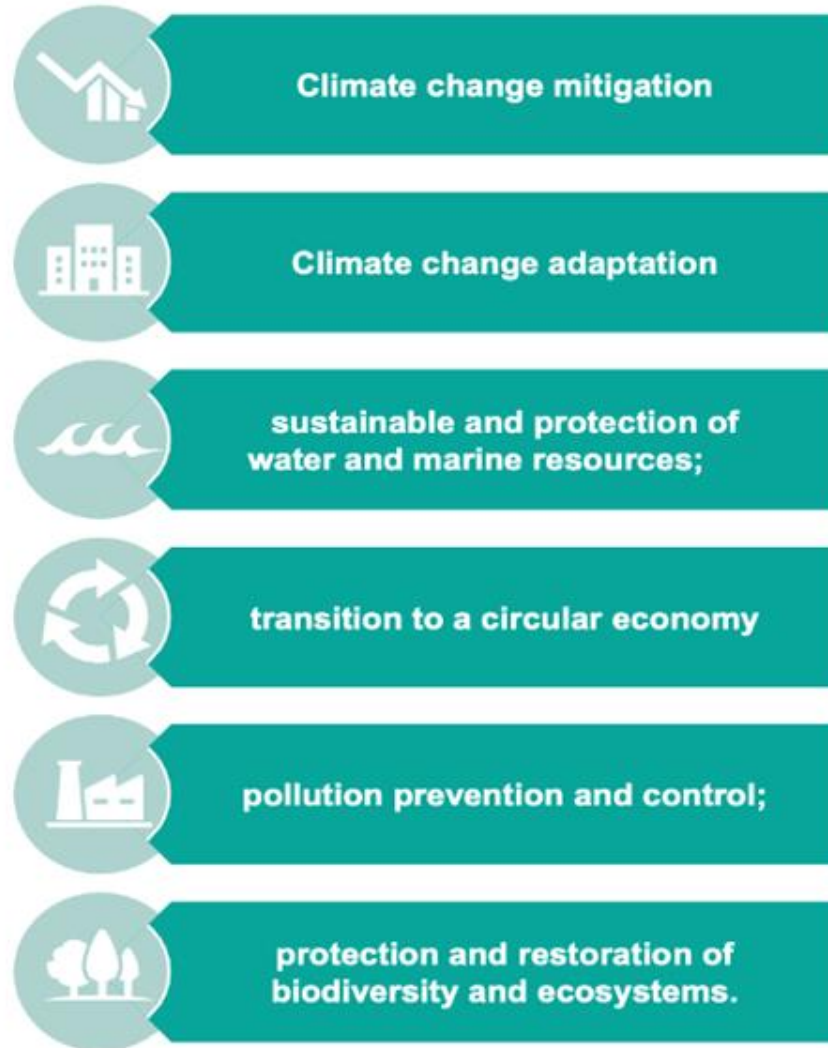 Climate change mitigation
Climate change adaptation
sustainable and protection of
water and marine resources;
transition to a circular economy
pollution prevention and control;
protection and restoration of
biodiversity and ecosystems.